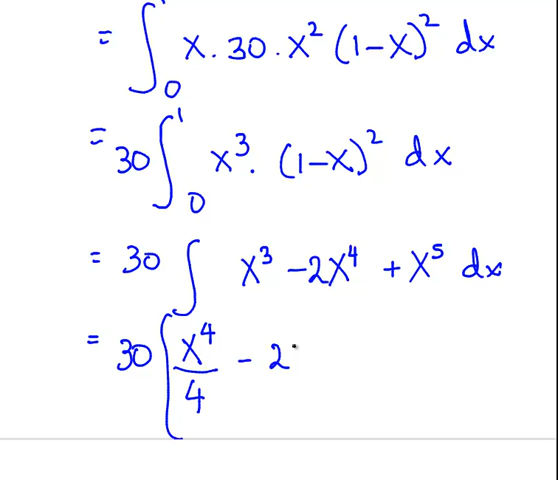 = ∫₀¹ x · 30 · x² (1-x)² dx
= 30 ∫₀¹ x³ · (1-x)² dx
= 30 ∫ x³ - 2x⁴ + x⁵ dx
= 30 [ x⁴/4 - 2